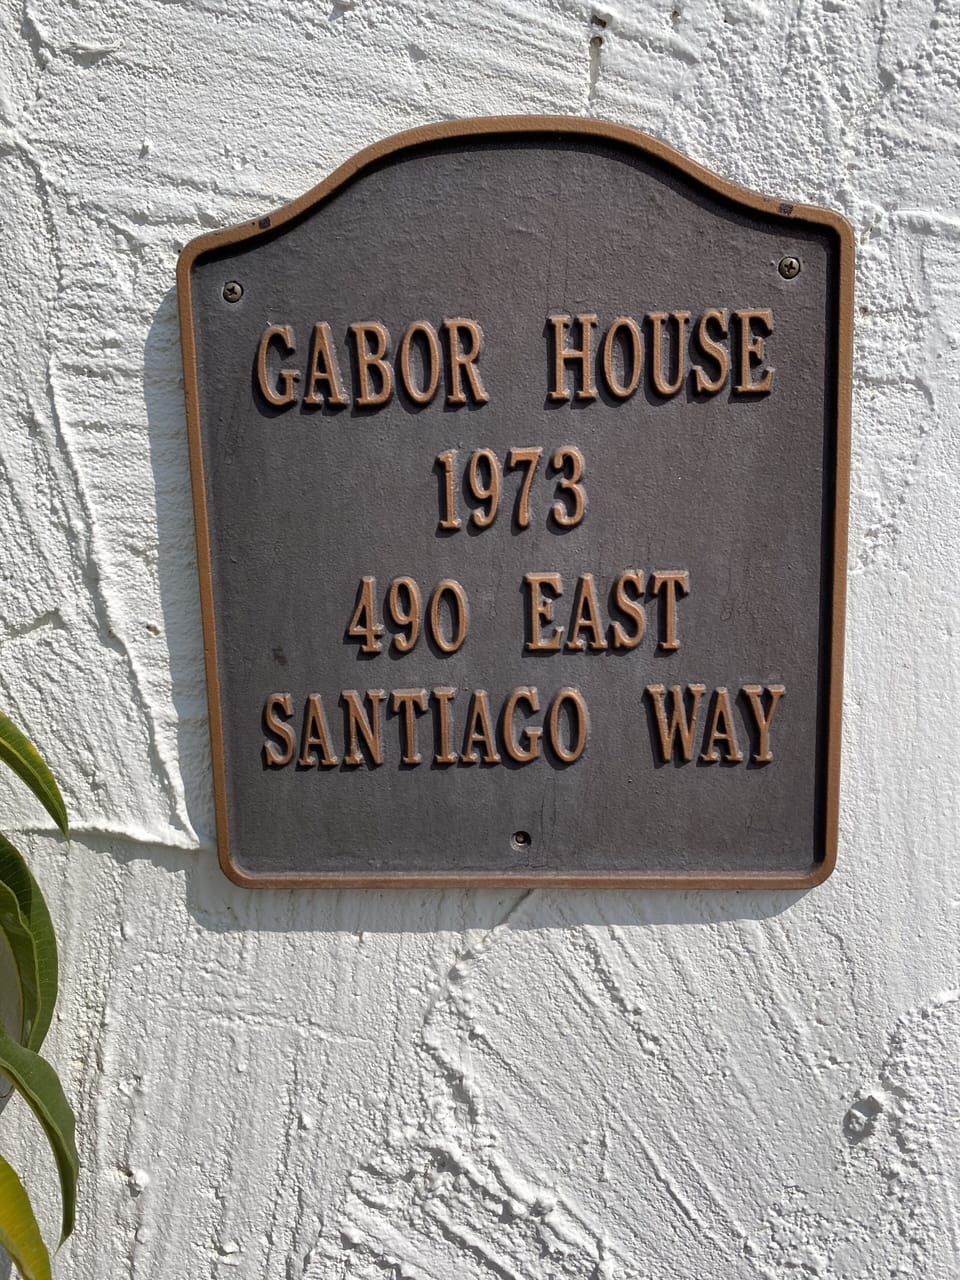 GABOR HOUSE
1973
490 EAST
SANTIAGO WAY